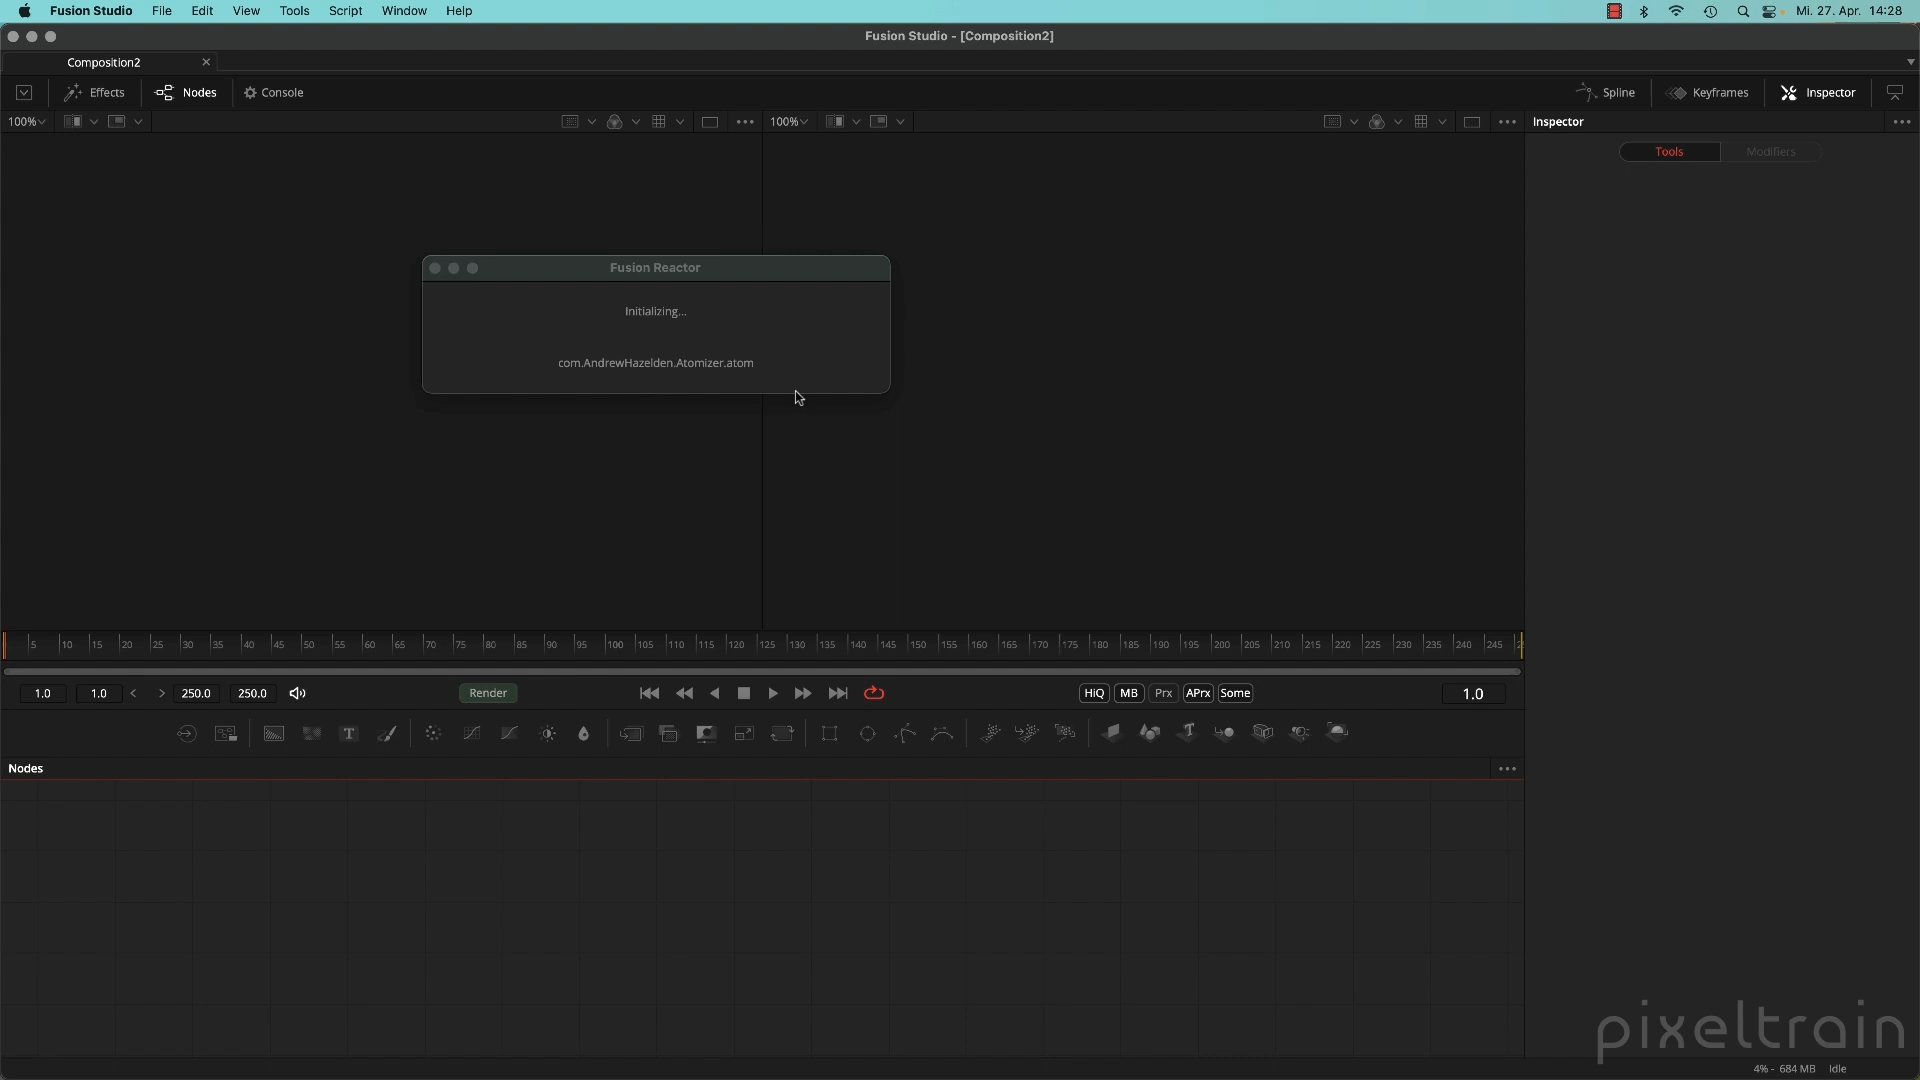 Fusion Studio File Edit View Tools Script Window Help Mi. 27. Apr. 14:28
Fusion Studio - [Composition2]
Composition2
Effects Nodes Console Spline Keyframes Inspector
100% 100% Inspector
Tools Modifiers
Fusion Reactor
Initializing...
com.AndrewHazelden.Atomizer.atom
5 10 15 20 25 30 35 40 45 50 55 60 65 70 75 80 85 90 95 100 105 110 115 120 125 130 135 140 145 150 155 160 165 170 175 180 185 190 195 200 205 210 215 220 225 230 235 240 245
1.0 1.0 250.0 250.0 Render HiQ MB Prx APrx Some 1.0
Nodes
pixeltrain
4% - 684 MB Idle